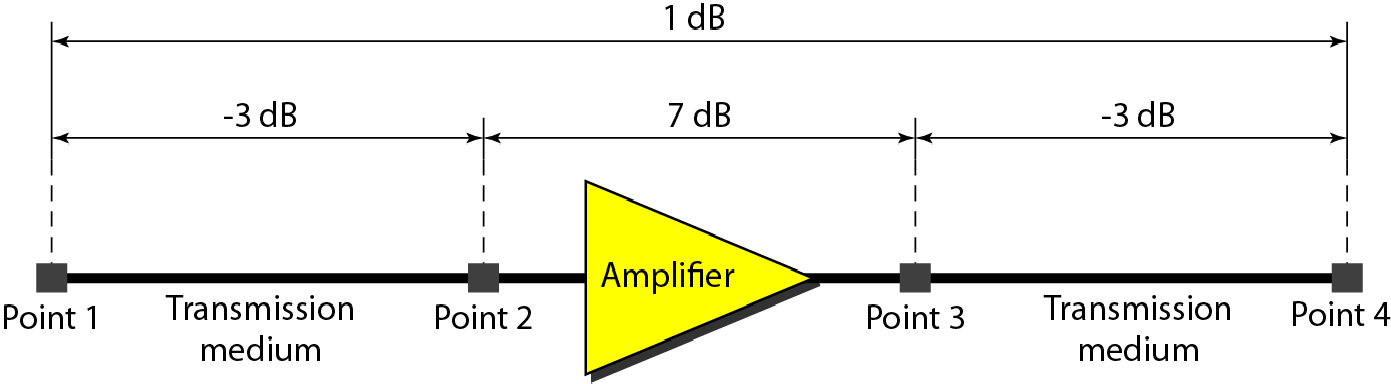 1 dB
-3 dB
7 dB
-3 dB
Amplifier
Point 1
Transmission
medium
Point 2
Point 3
Transmission
medium
Point 4